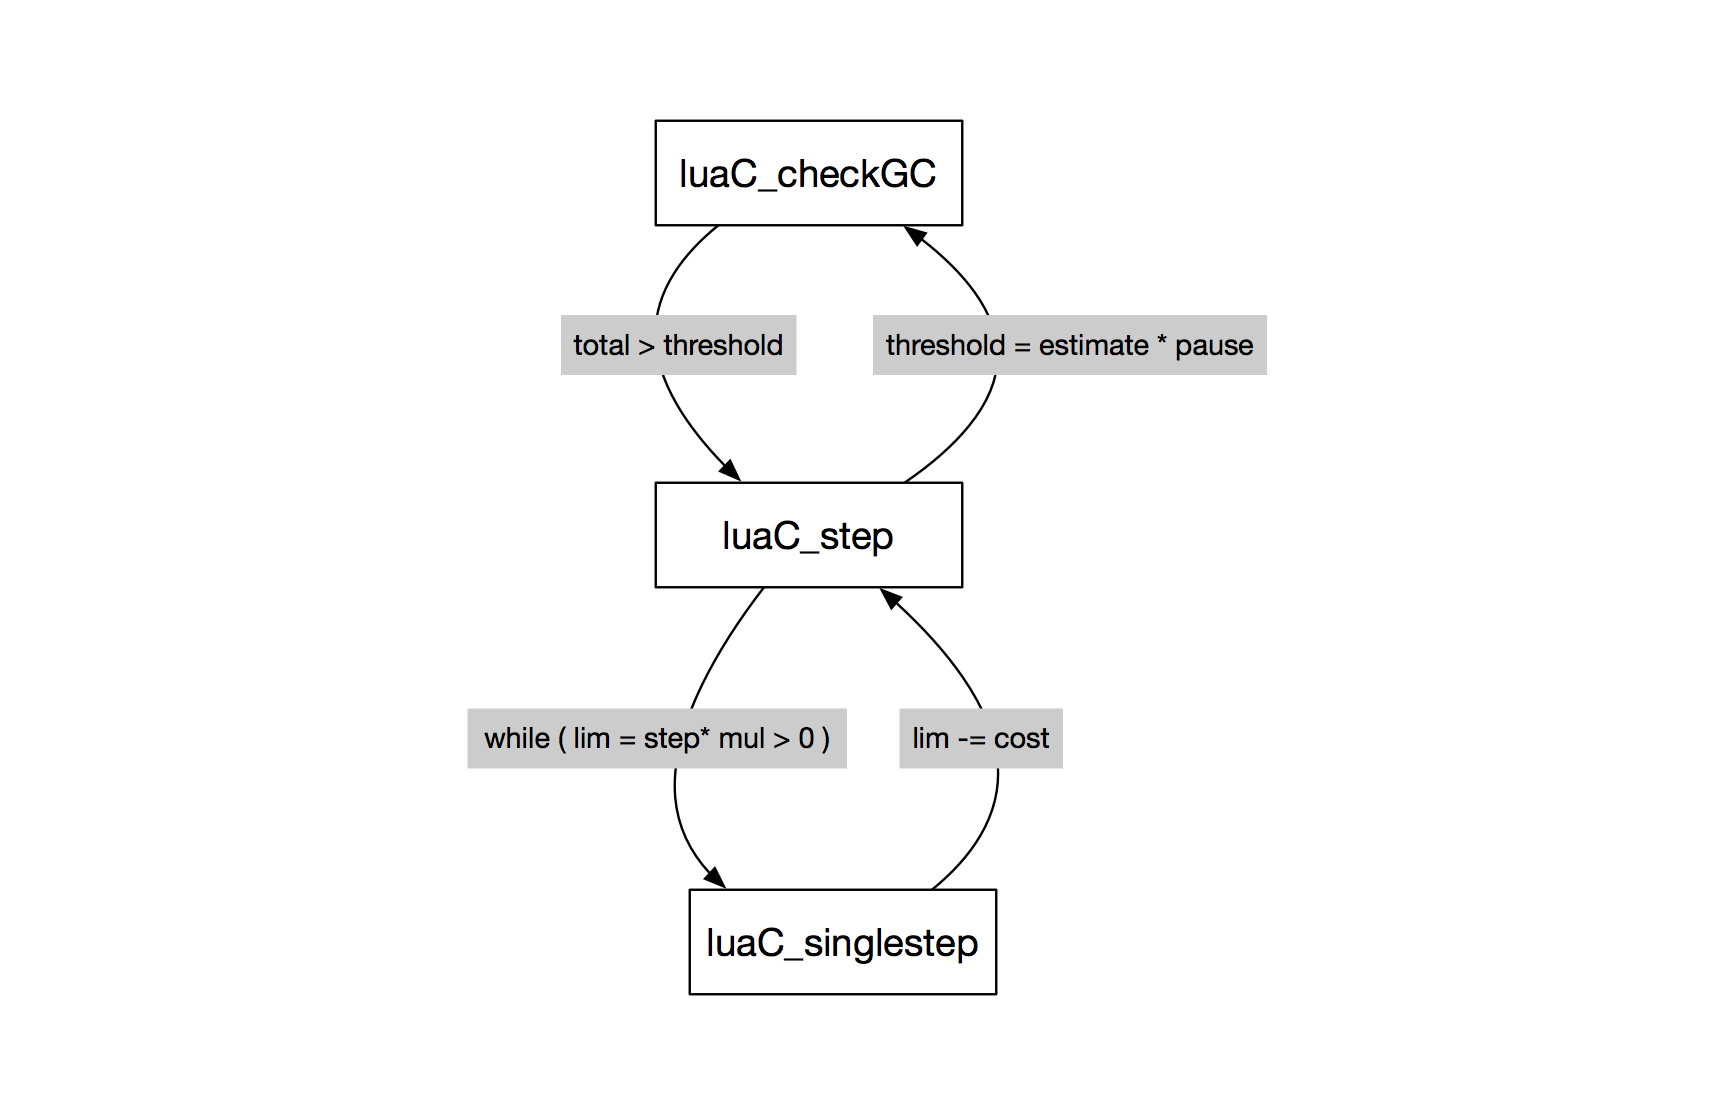 luaC_checkGC
total > threshold
threshold = estimate * pause
luaC_step
while ( lim = step* mul > 0 )
lim -= cost
luaC_singlestep